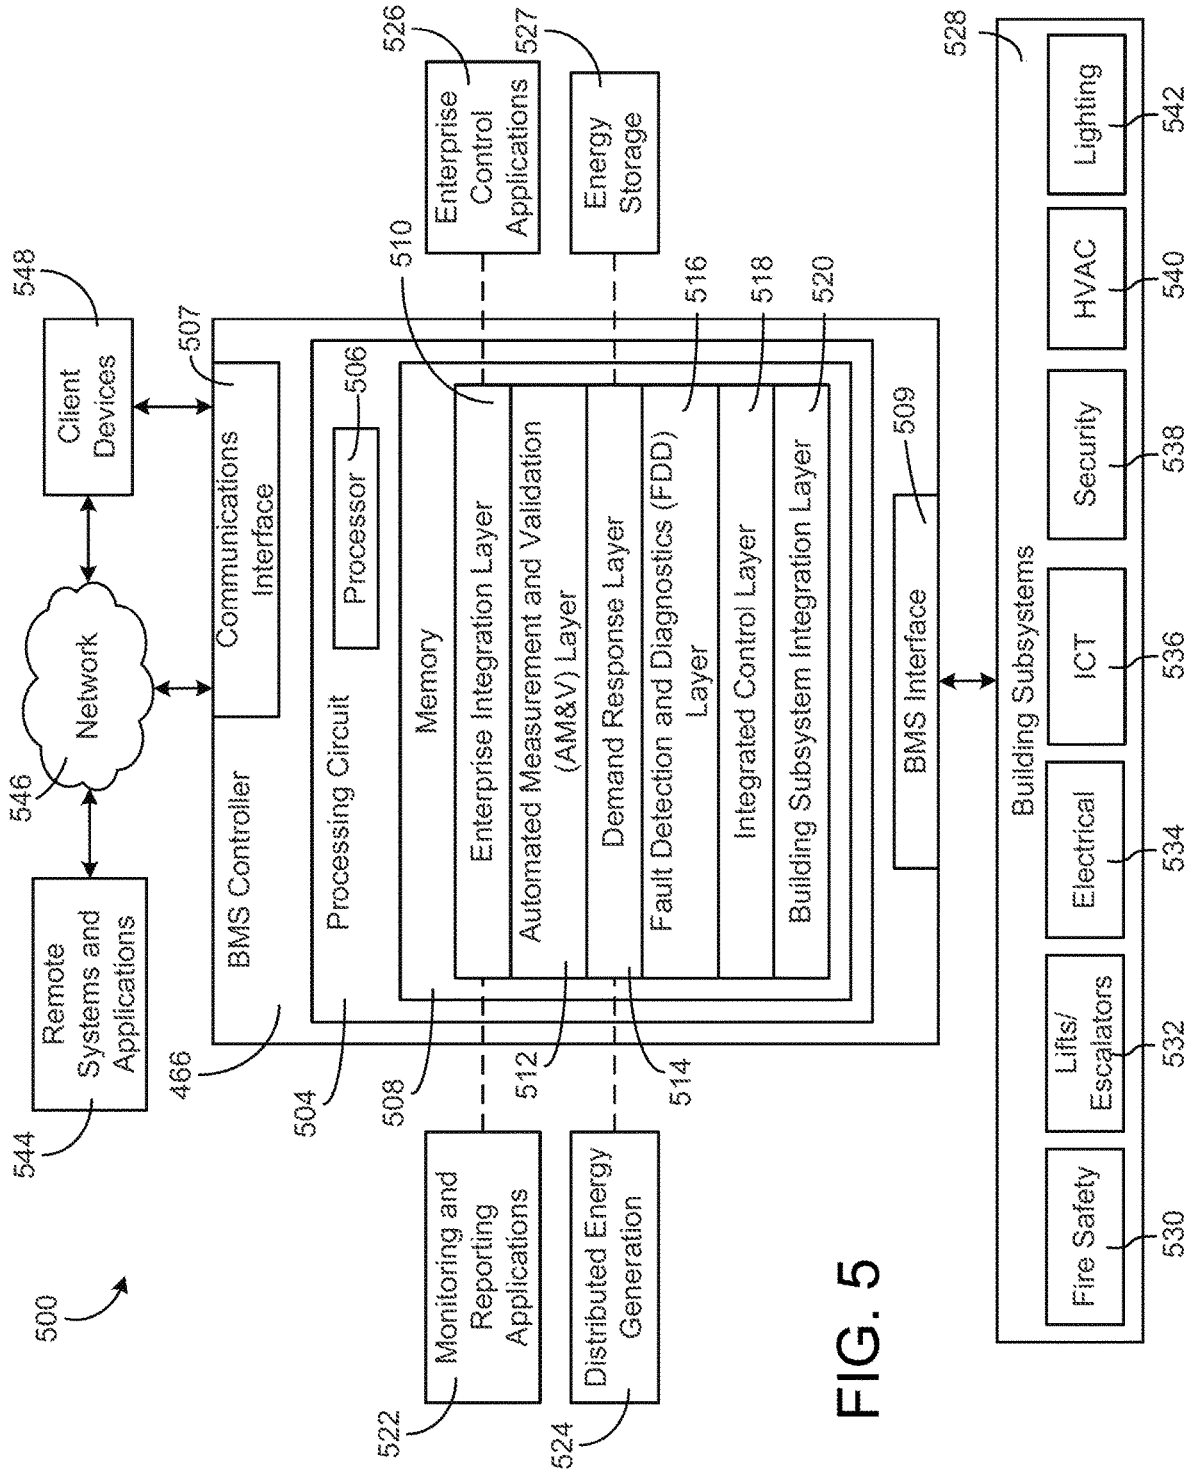 500
544
Remote
Systems and
Applications
546
Network
548
Client
Devices
466
BMS Controller
Communications
Interface
507
504
Processing Circuit
Processor
506
508
Memory
510
Enterprise Integration Layer
Automated Measurement and Validation
(AM&V) Layer
512
Demand Response Layer
514
Fault Detection and Diagnostics (FDD)
Layer
516
Integrated Control Layer
518
Building Subsystem Integration Layer
520
522
Monitoring and
Reporting
Applications
524
Distributed Energy
Generation
526
Enterprise
Control
Applications
527
Energy
Storage
BMS Interface
509
Building Subsystems
528
Fire Safety
530
Lifts/
Escalators
532
Electrical
534
ICT
536
Security
538
HVAC
540
Lighting
542
FIG. 5